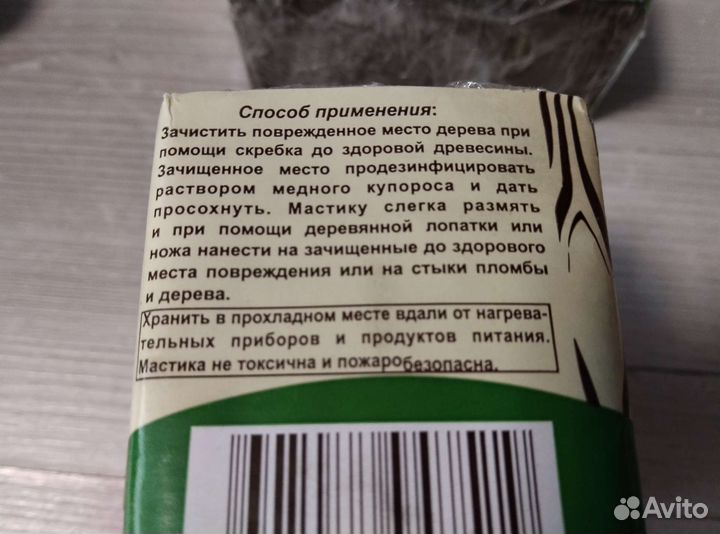 Способ применения:
Зачистить поврежденное место дерева при
помощи скребка до здоровой древесины.
Зачищенное место продезинфицировать
раствором медного купороса и дать
просохнуть. Мастику слегка размять
и при помощи деревянной лопатки или
ножа нанести на зачищенные до здорового
места повреждения или на стыки пломбы
и дерева.
Хранить в прохладном месте вдали от нагрева-
тельных приборов и продуктов питания.
Мастика не токсична и пожаробезопасна.
Avito